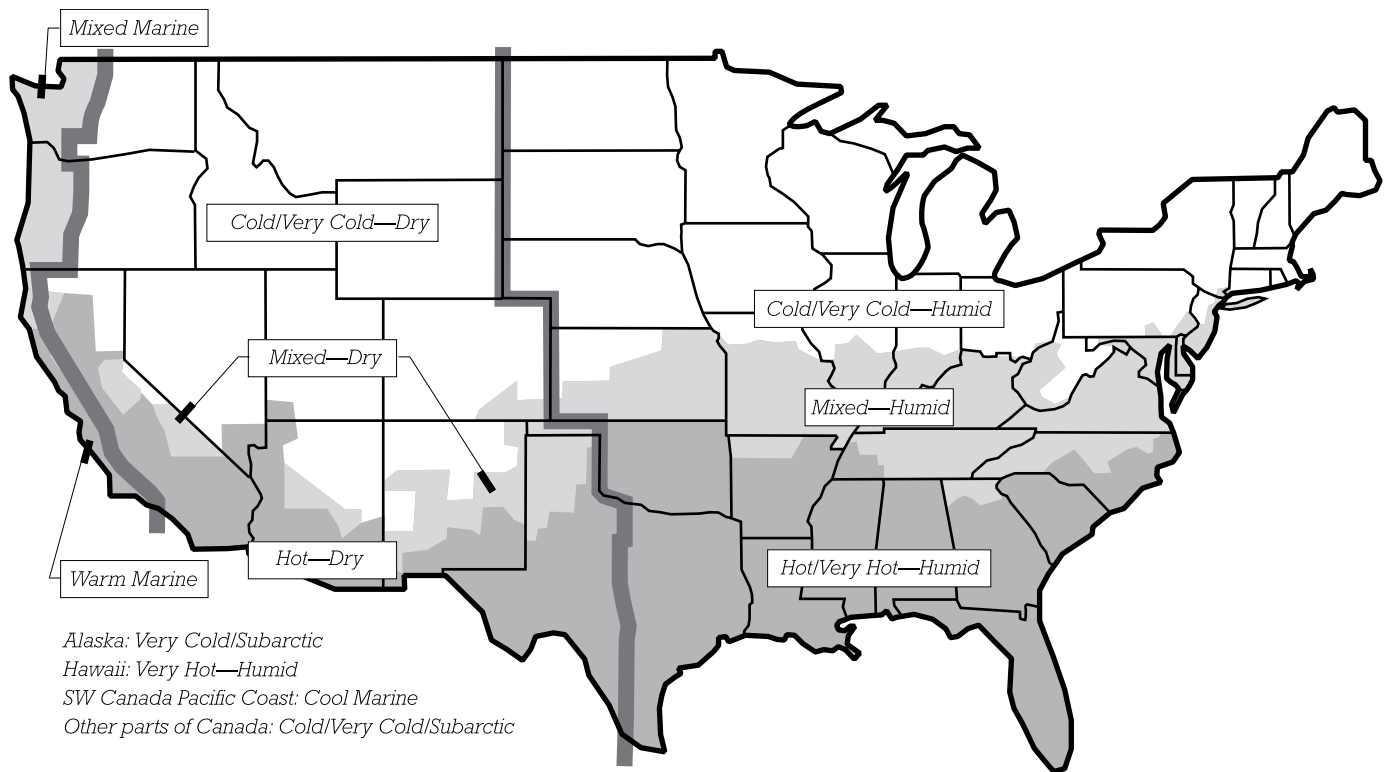 Mixed Marine
Cold/Very Cold—Dry
Cold/Very Cold—Humid
Mixed—Dry
Mixed—Humid
Hot—Dry
Hot/Very Hot—Humid
Warm Marine
Alaska: Very Cold/Subarctic
Hawaii: Very Hot—Humid
SW Canada Pacific Coast: Cool Marine
Other parts of Canada: Cold/Very Cold/Subarctic